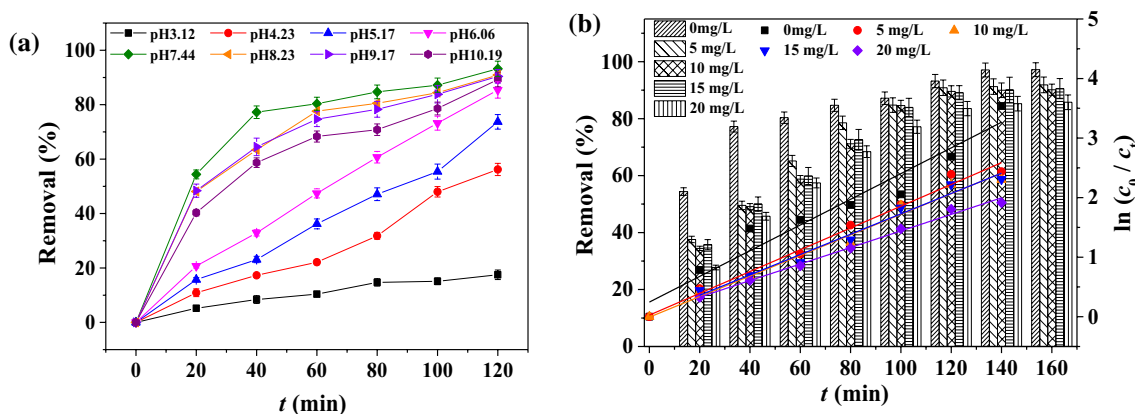 (a)
pH3.12 pH4.23 pH5.17 pH6.06
pH7.44 pH8.23 pH9.17 pH10.19
Removal (%)
100
80
60
40
20
0
0 20 40 60 80 100 120
t (min)
(b)
0mg/L
5 mg/L
10 mg/L
15 mg/L
20 mg/L
0mg/L 5 mg/L 10 mg/L
15 mg/L 20 mg/L
Removal (%)
100
80
60
40
20
0
5
4
3
2
1
0
ln (c0 / ct)
0 20 40 60 80 100 120 140 160
t (min)